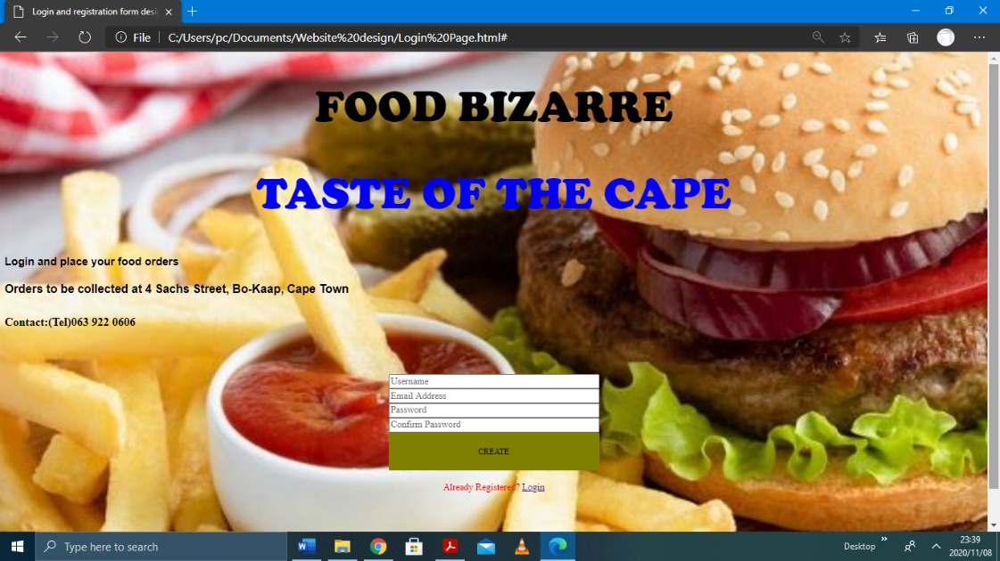 Login and registration form desi
File
C:/Users/pc/Documents/Website%20design/Login%20Page.html#
FOOD BIZARRE
TASTE OF THE CAPE
Login and place your food orders
Orders to be collected at 4 Sachs Street, Bo-Kaap, Cape Town
Contact:(Tel)063 922 0606
Username
Email Address
Password
Confirm Password
CREATE
Already Registered? Login
Type here to search
Desktop
23:39
2020/11/08